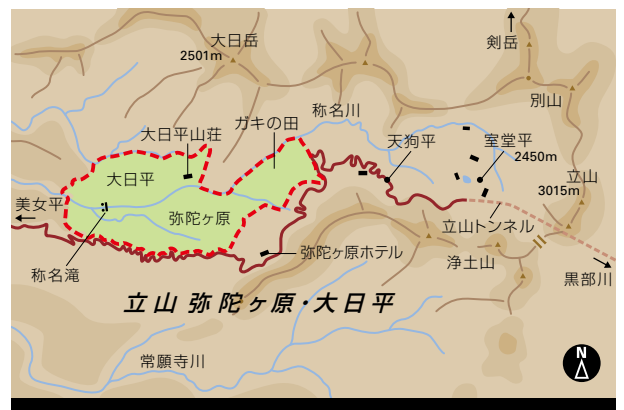 大日岳
2501m
剣岳
別山
称名川
ガキの田
大日平山荘
天狗平
室堂平
2450m
大日平
立山
3015m
美女平
弥陀ヶ原
立山トンネル
弥陀ヶ原ホテル
浄土山
称名滝
黒部川
立山 弥陀ヶ原・大日平
常願寺川
N